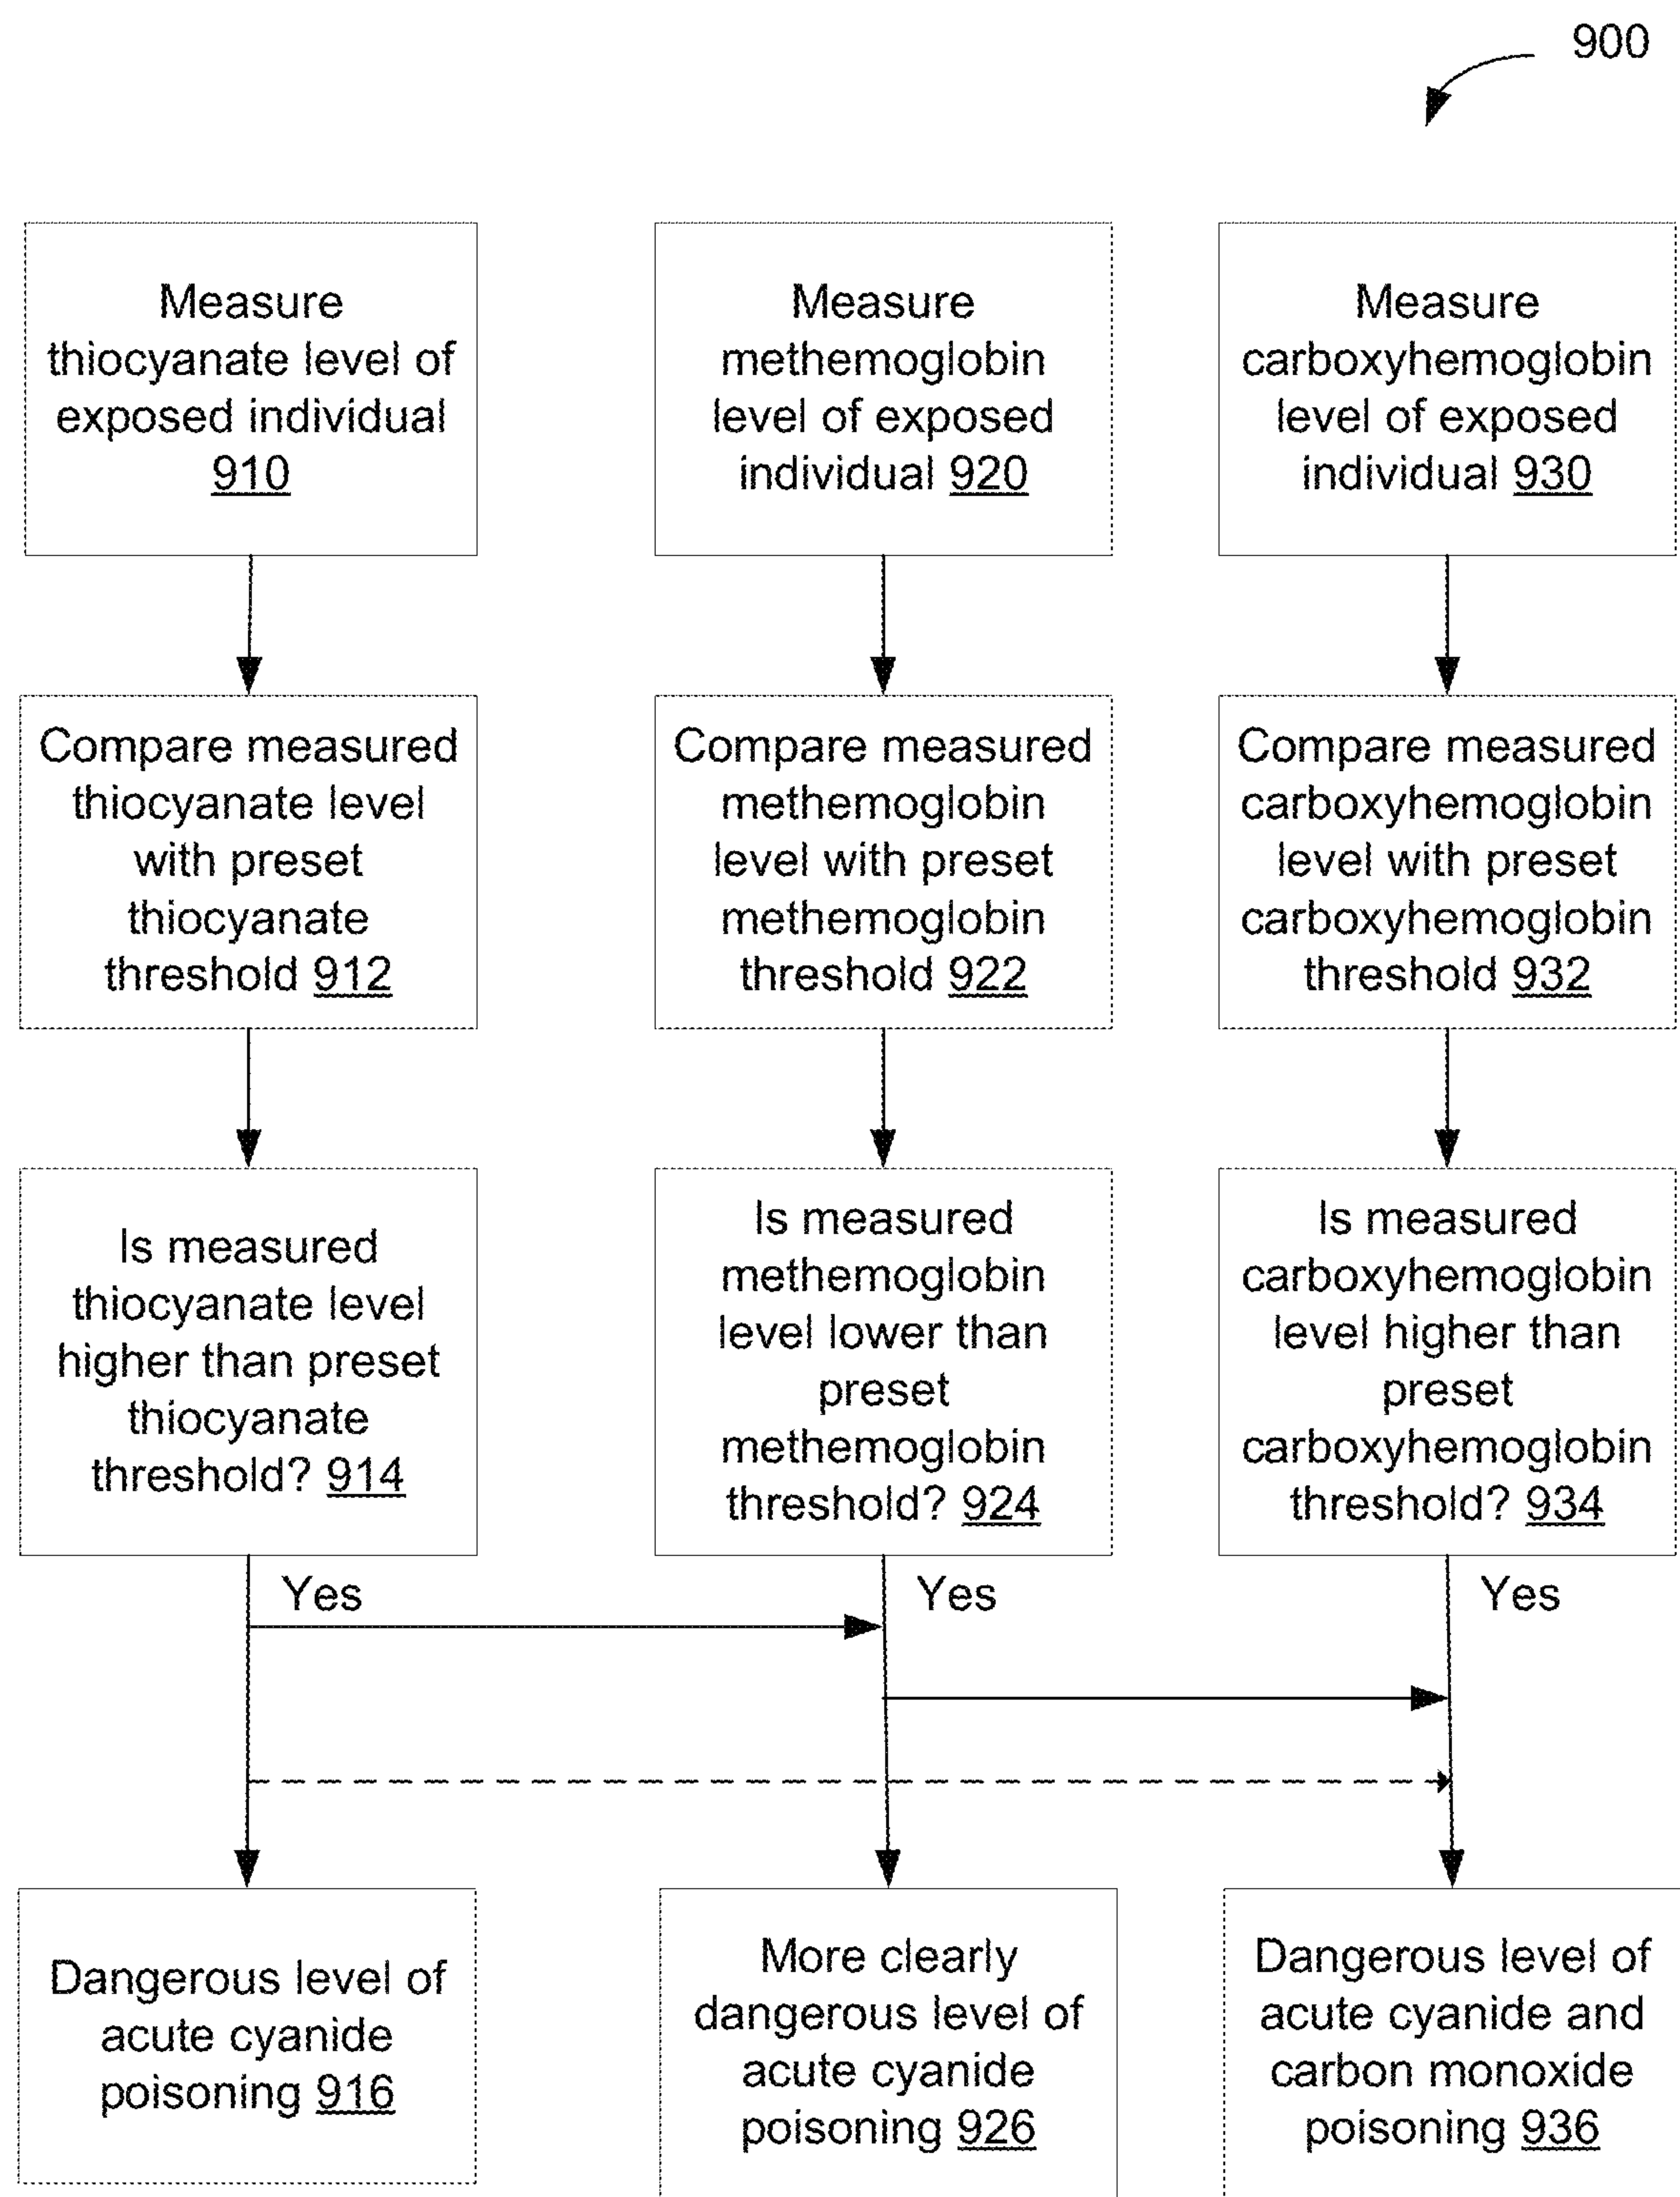 900
Measure
thiocyanate level of
exposed individual
910
Measure
methemoglobin
level of exposed
individual 920
Measure
carboxyhemoglobin
level of exposed
individual 930
Compare measured
thiocyanate level
with preset
thiocyanate
threshold 912
Compare measured
methemoglobin
level with preset
methemoglobin
threshold 922
Compare measured
carboxyhemoglobin
level with preset
carboxyhemoglobin
threshold 932
Is measured
thiocyanate level
higher than preset
thiocyanate
threshold? 914
Is measured
methemoglobin
level lower than
preset
methemoglobin
threshold? 924
Is measured
carboxyhemoglobin
level higher than
preset
carboxyhemoglobin
threshold? 934
Yes
Yes
Yes
Dangerous level of
acute cyanide
poisoning 916
More clearly
dangerous level of
acute cyanide
poisoning 926
Dangerous level of
acute cyanide and
carbon monoxide
poisoning 936